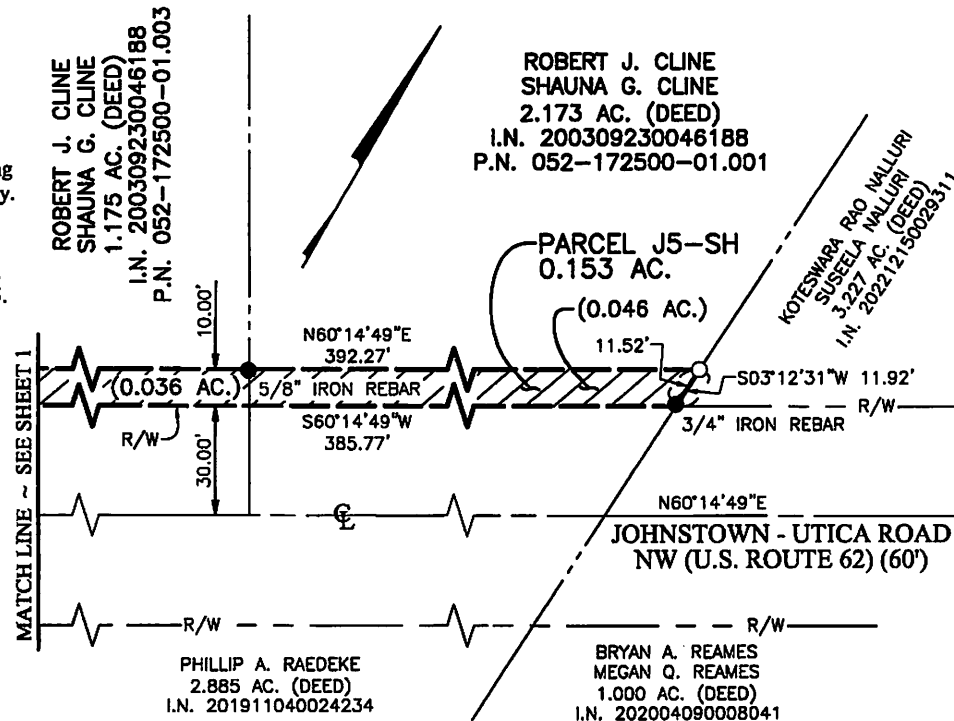 ng
y.
ROBERT J. CLINE
SHAUNA G. CLINE
1.175 AC. (DEED)
I.N. 200309230046188
P.N. 052-172500-01.003
ROBERT J. CLINE
SHAUNA G. CLINE
2.173 AC. (DEED)
I.N. 200309230046188
P.N. 052-172500-01.001
KOTESWARA RAO NALLURI
SUSEELA NALLURI
3.227 AC. (DEED)
I.N. 202212150029311
PARCEL J5-SH
0.153 AC.
(0.046 AC.)
10.00'
N60°14'49"E
392.27'
11.52'
S03°12'31"W 11.92'
(0.036 AC.)
5/8" IRON REBAR
R/W
S60°14'49"W
385.77'
3/4" IRON REBAR
R/W
30.00'
MATCH LINE ~ SEE SHEET 1
N60°14'49"E
JOHNSTOWN - UTICA ROAD
NW (U.S. ROUTE 62) (60')
R/W
R/W
PHILLIP A. RAEDEKE
2.885 AC. (DEED)
I.N. 201911040024234
BRYAN A. REAMES
MEGAN Q. REAMES
1.000 AC. (DEED)
I.N. 202004090008041